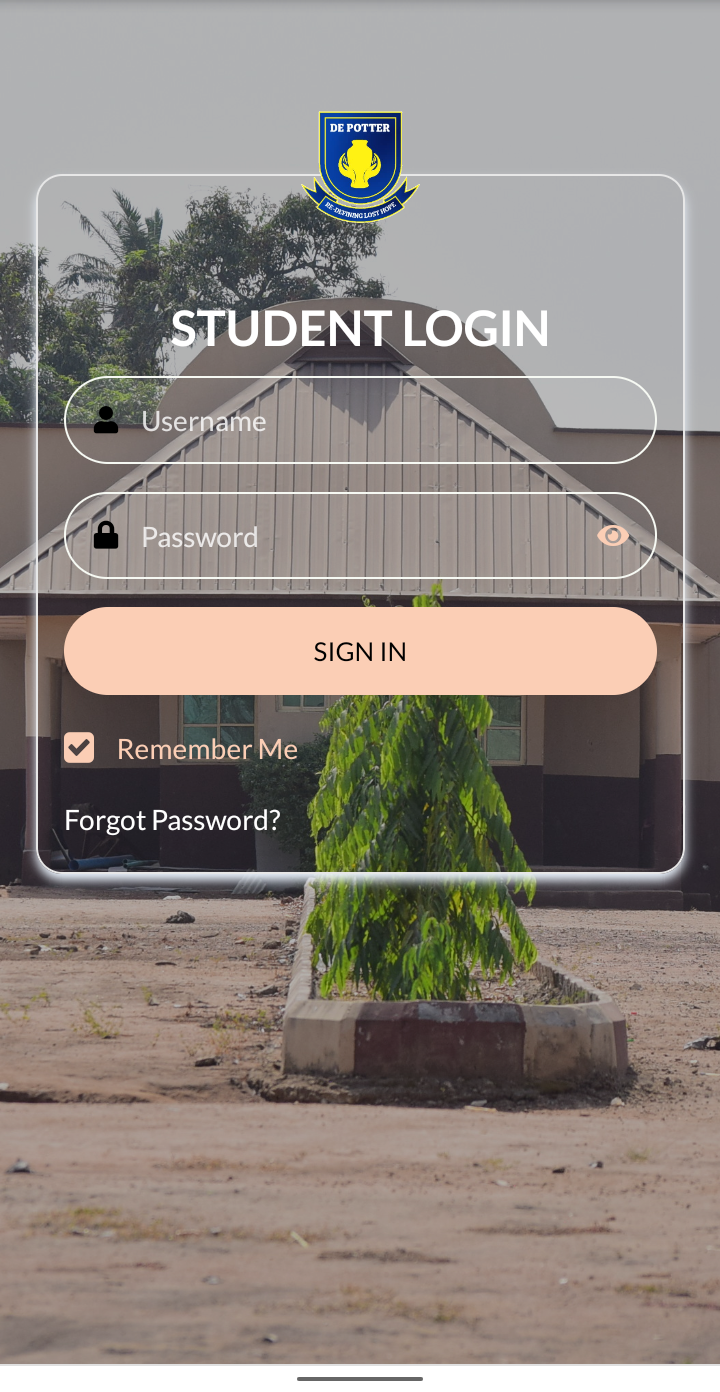 DE POTTER
RE-DEFINING LOST HOPE
STUDENT LOGIN
Username
Password
SIGN IN
Remember Me
Forgot Password?